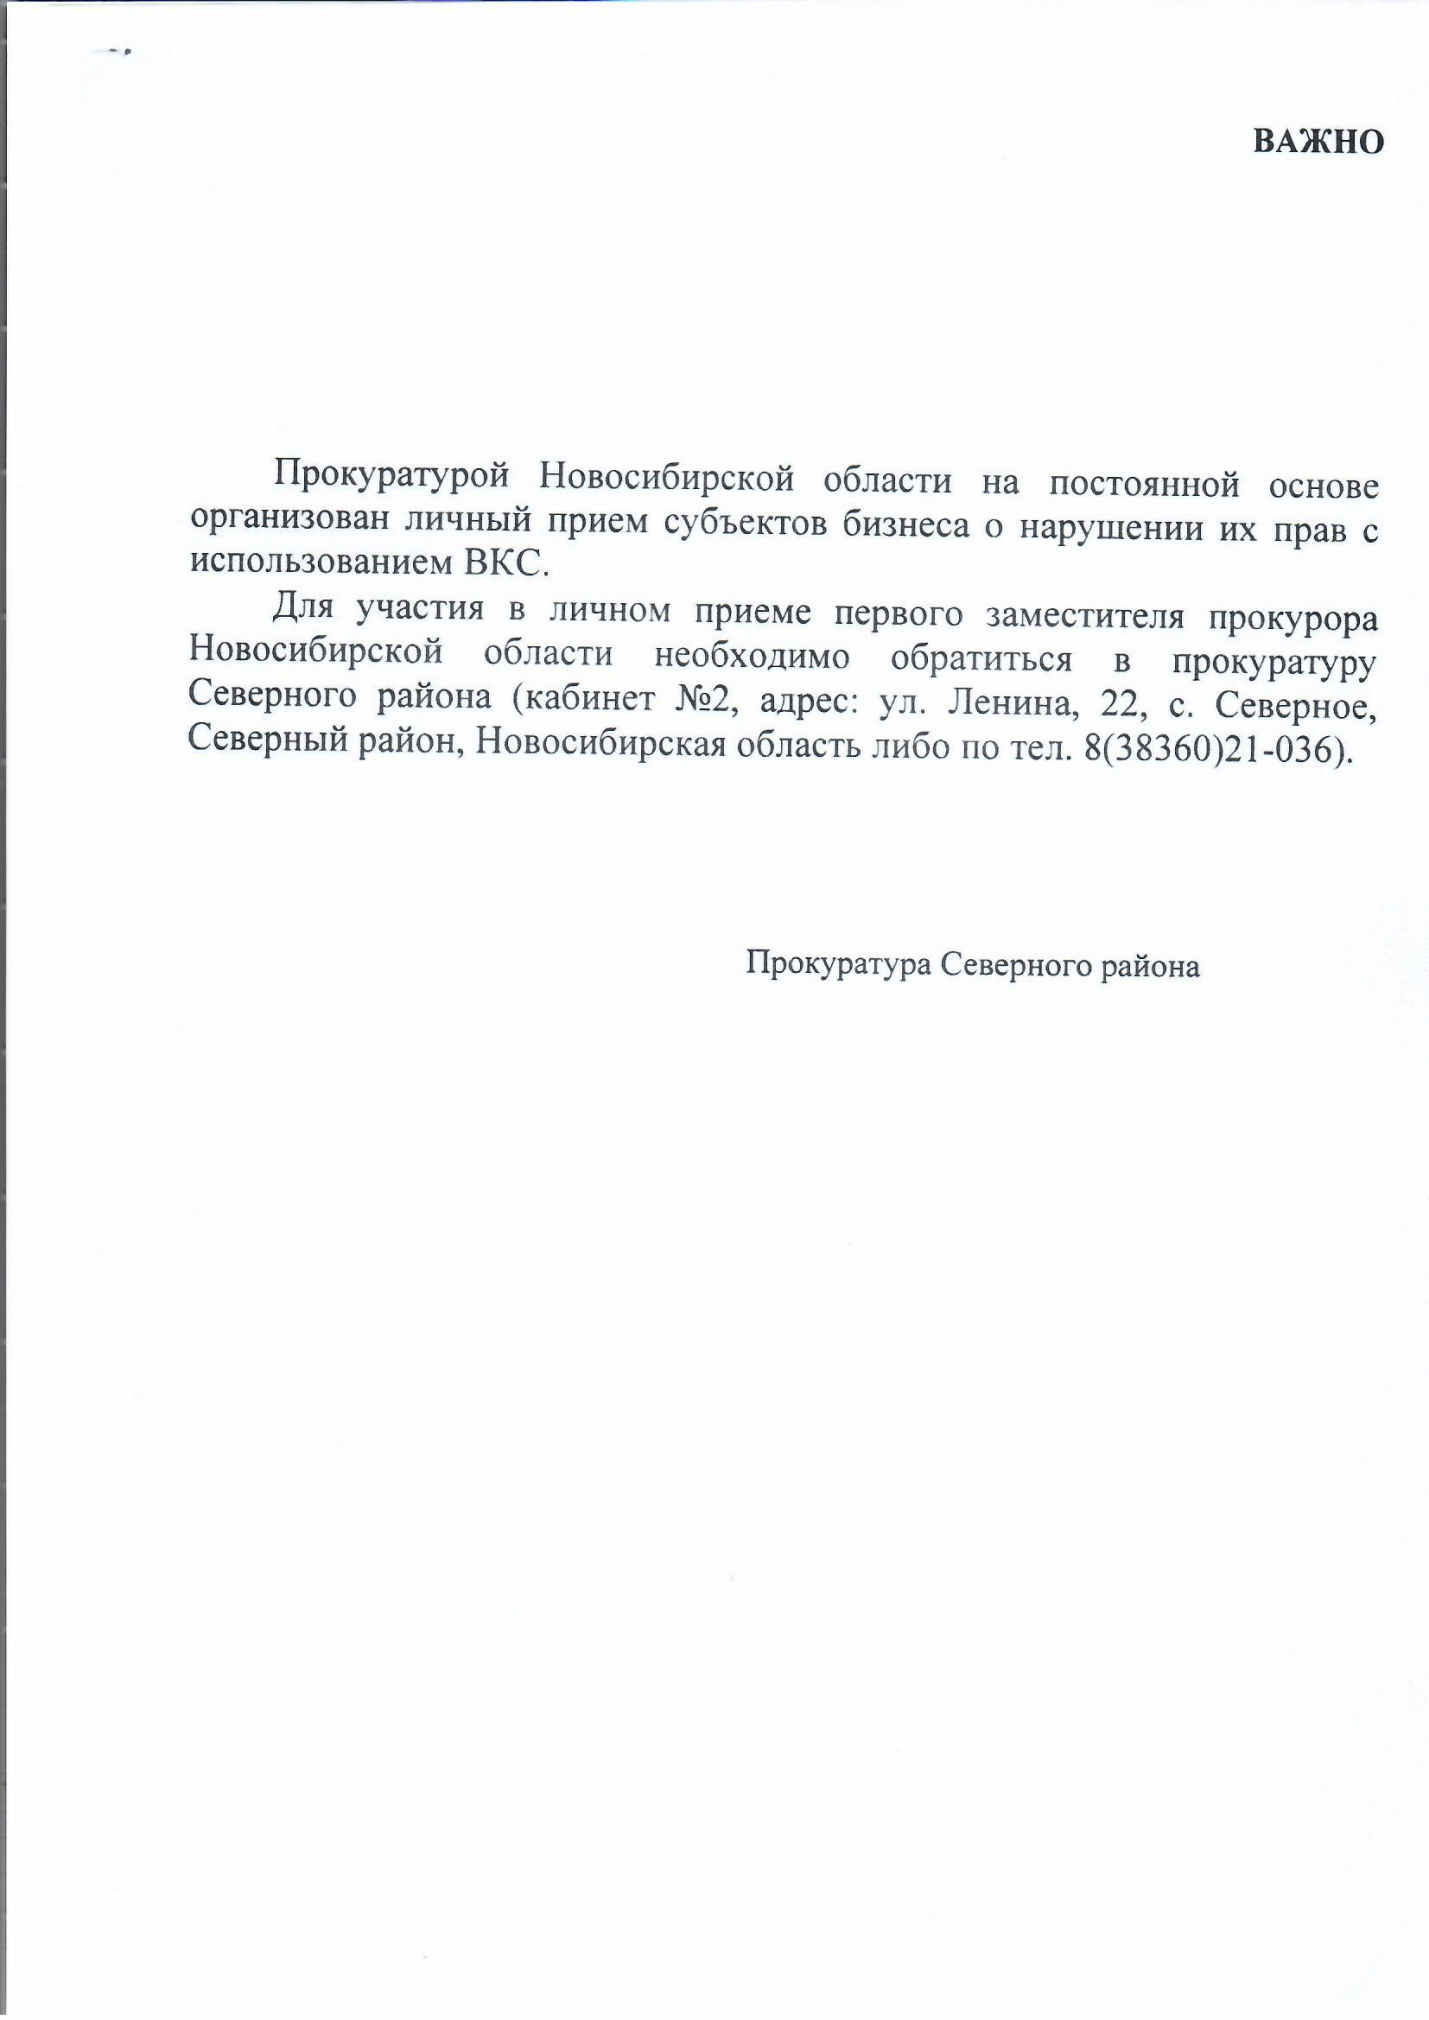 ВАЖНО
Прокуратурой Новосибирской области на постоянной основе
организован личный прием субъектов бизнеса о нарушении их прав с
использованием ВКС.
Для участия в личном приеме первого заместителя прокурора
Новосибирской области необходимо обратиться в прокуратуру
Северного района (кабинет №2, адрес: ул. Ленина, 22, с. Северное,
Северный район, Новосибирская область либо по тел. 8(38360)21-036).
Прокуратура Северного района